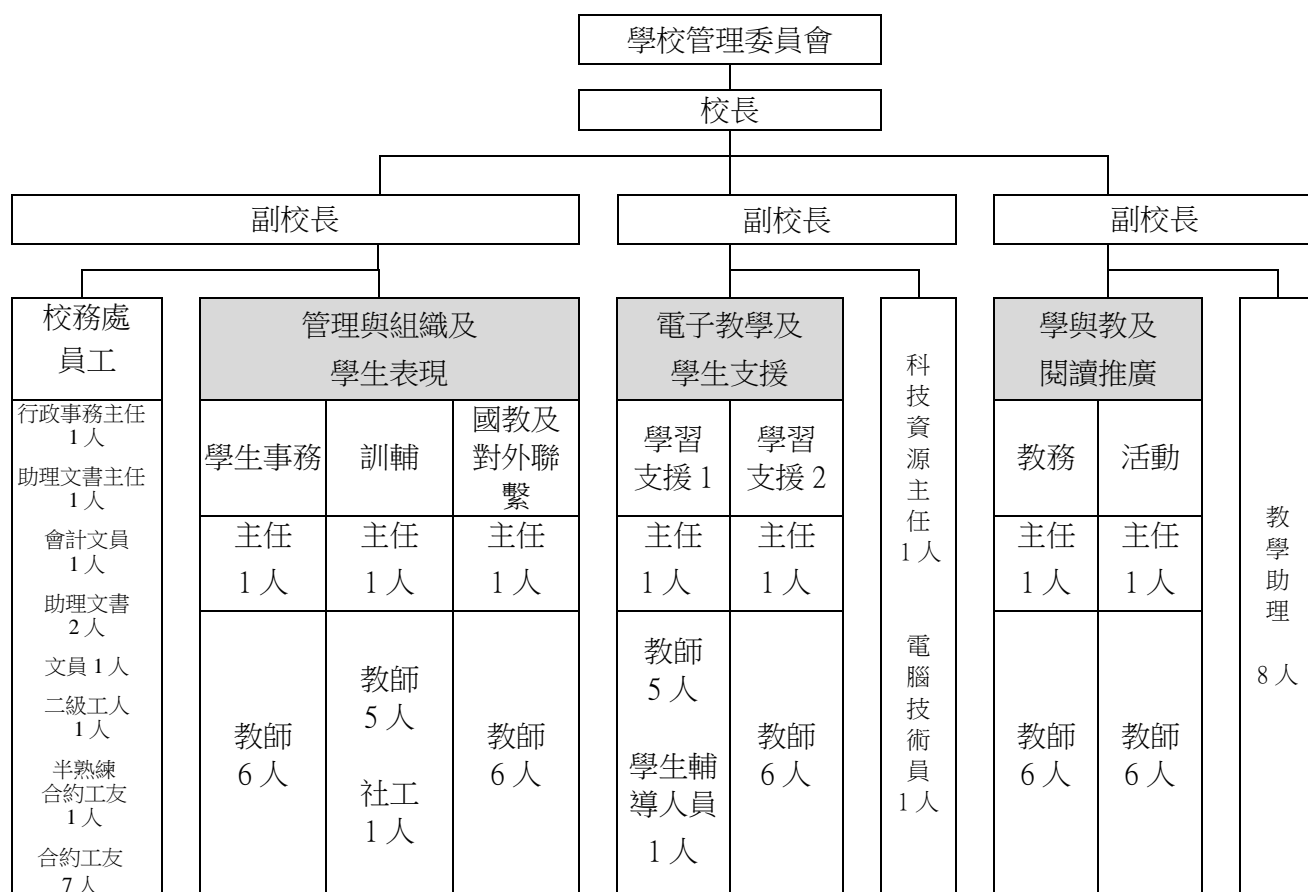 學校管理委員會
校長
副校長
副校長
副校長
校務處
員工
行政事務主任
1人
助理文書主任
1人
會計文員
1人
助理文書
2人
文員1人
二級工人
1人
半熟練
合約工友
1人
合約工友
7人
管理與組織及
學生表現
學生事務
主任
1人
教師
6人
訓輔
主任
1人
教師
5人
社工
1人
國教及
對外聯
繫
主任
1人
教師
6人
電子教學及
學生支援
學習
支援1
主任
1人
教師
5人
學生輔
導人員
1人
學習
支援2
主任
1人
教師
6人
科技資源主任
1人
電腦技術員
1人
學與教及
閱讀推廣
教務
主任
1人
教師
6人
活動
主任
1人
教師
6人
教學助理
8人